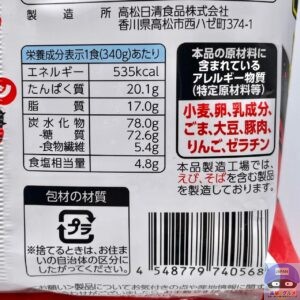 製造所 高松日清食品株式会社
香川県高松市西ハゼ町374-1
栄養成分表示1食(340g)あたり
エネルギー 535kcal
たんぱく質 20.1g
脂質 17.0g
炭水化物 78.0g
-糖質 72.6g
-食物繊維 5.4g
食塩相当量 4.8g
本品の原材料に
含まれている
アレルギー物質
(特定原材料等)
小麦、卵、乳成分、
ごま、大豆、豚肉、
りんご、ゼラチン
本品製造工場では、
えび、そばを含む製品
を製造しております。
包材の材質
プラ
※捨てるときは、お住ま
いの自治体の区分に
したがってください。
4 548779 740568